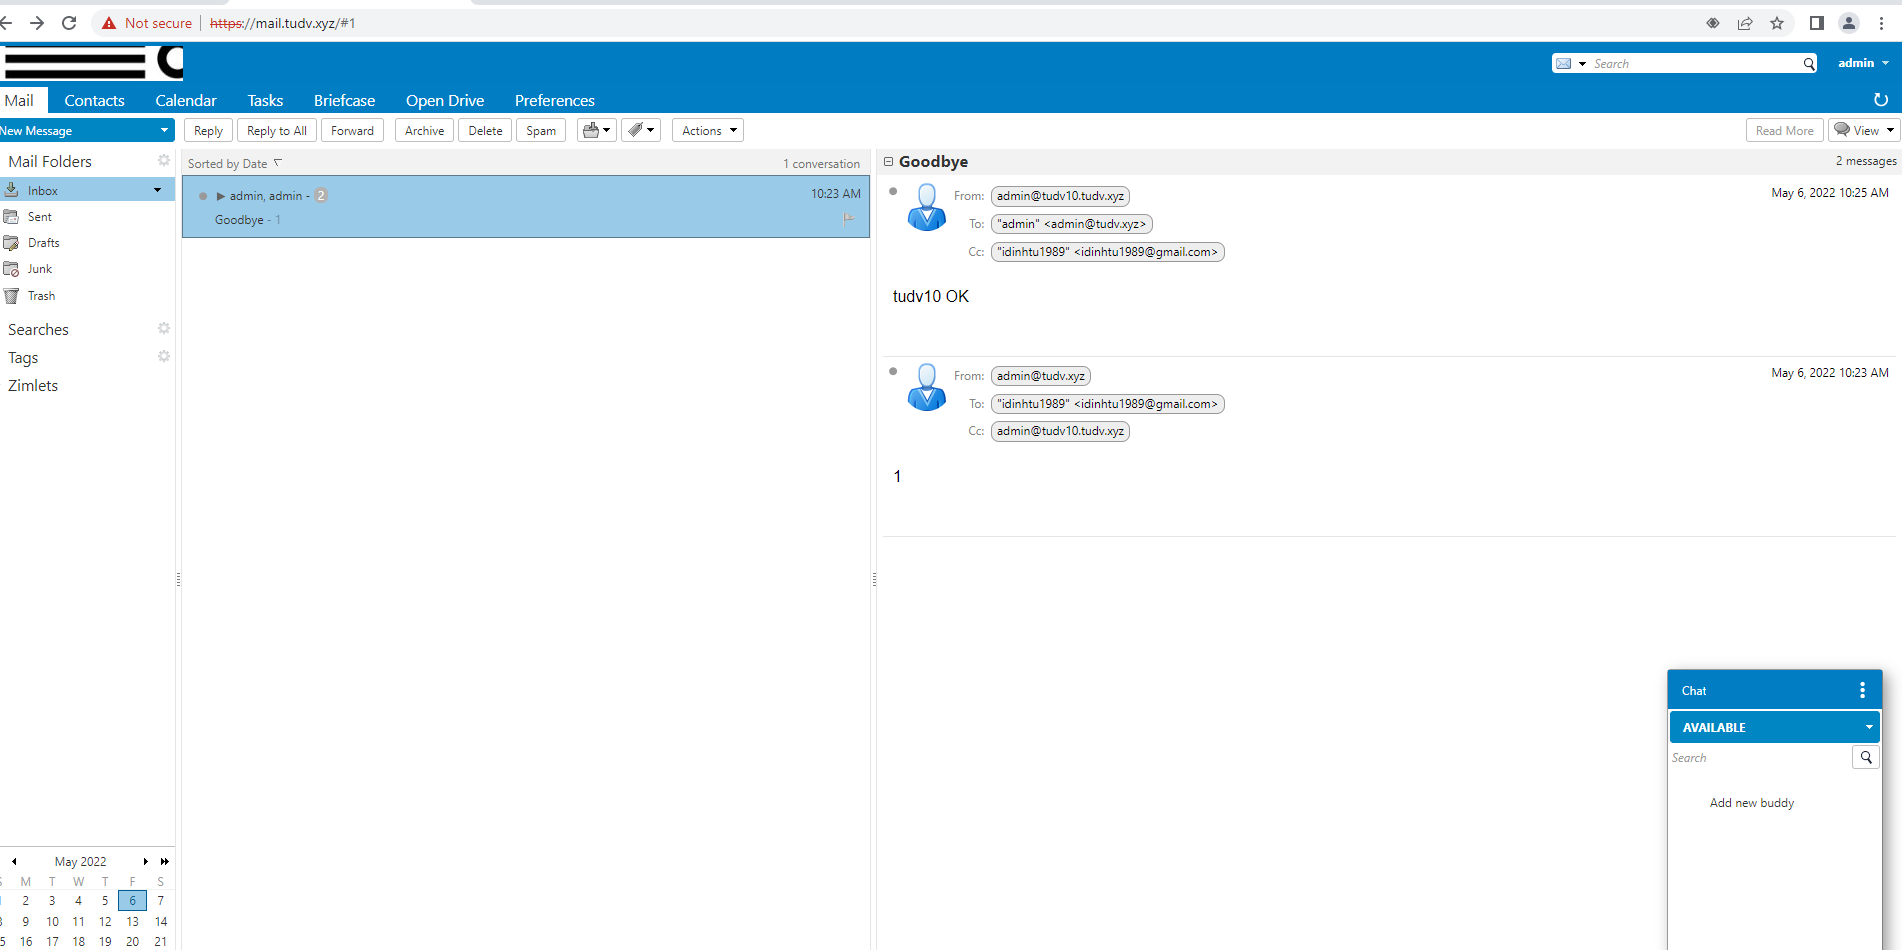 Not secure https://mail.tudv.xyz/#1
Search
admin
Mail Contacts Calendar Tasks Briefcase Open Drive Preferences
New Message Reply Reply to All Forward Archive Delete Spam Actions Read More View
Mail Folders
Inbox
Sent
Drafts
Junk
Trash
Searches
Tags
Zimlets
Sorted by Date 1 conversation
admin, admin - 2 10:23 AM
Goodbye - 1
Goodbye 2 messages
From: admin@tudv10.tudv.xyz May 6, 2022 10:25 AM
To: "admin" <admin@tudv.xyz>
Cc: "idinhtu1989" <idinhtu1989@gmail.com>
tudv10 OK
From: admin@tudv.xyz May 6, 2022 10:23 AM
To: "idinhtu1989" <idinhtu1989@gmail.com>
Cc: admin@tudv10.tudv.xyz
1
Chat
AVAILABLE
Search
Add new buddy
May 2022
S M T W T F S
1 2 3 4 5 6 7
8 9 10 11 12 13 14
15 16 17 18 19 20 21